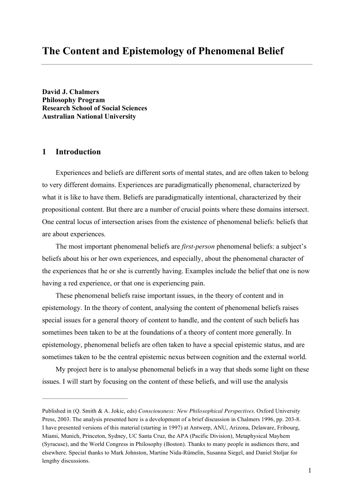 The Content and Epistemology of Phenomenal Belief
David J. Chalmers
Philosophy Program
Research School of Social Sciences
Australian National University
1 Introduction
Experiences and beliefs are different sorts of mental states, and are often taken to belong
to very different domains. Experiences are paradigmatically phenomenal, characterized by
what it is like to have them. Beliefs are paradigmatically intentional, characterized by their
propositional content. But there are a number of crucial points where these domains intersect.
One central locus of intersection arises from the existence of phenomenal beliefs: beliefs that
are about experiences.
The most important phenomenal beliefs are first-person phenomenal beliefs: a subject's
beliefs about his or her own experiences, and especially, about the phenomenal character of
the experiences that he or she is currently having. Examples include the belief that one is now
having a red experience, or that one is experiencing pain.
These phenomenal beliefs raise important issues, in the theory of content and in
epistemology. In the theory of content, analysing the content of phenomenal beliefs raises
special issues for a general theory of content to handle, and the content of such beliefs has
sometimes been taken to be at the foundations of a theory of content more generally. In
epistemology, phenomenal beliefs are often taken to have a special epistemic status, and are
sometimes taken to be the central epistemic nexus between cognition and the external world.
My project here is to analyse phenomenal beliefs in a way that sheds some light on these
issues. I will start by focusing on the content of these beliefs, and will use the analysis
Published in (Q. Smith & A. Jokic, eds) Consciousness: New Philosophical Perspectives. Oxford University
Press, 2003. The analysis presented here is a development of a brief discussion in Chalmers 1996, pp. 203-8.
I have presented versions of this material (starting in 1997) at Antwerp, ANU, Arizona, Delaware, Fribourg,
Miami, Munich, Princeton, Sydney, UC Santa Cruz, the APA (Pacific Division), Metaphysical Mayhem
(Syracuse), and the World Congress in Philosophy (Boston). Thanks to many people in audiences there, and
elsewhere. Special thanks to Mark Johnston, Martine Nida-Rümelin, Susanna Siegel, and Daniel Stoljar for
lengthy discussions.
1